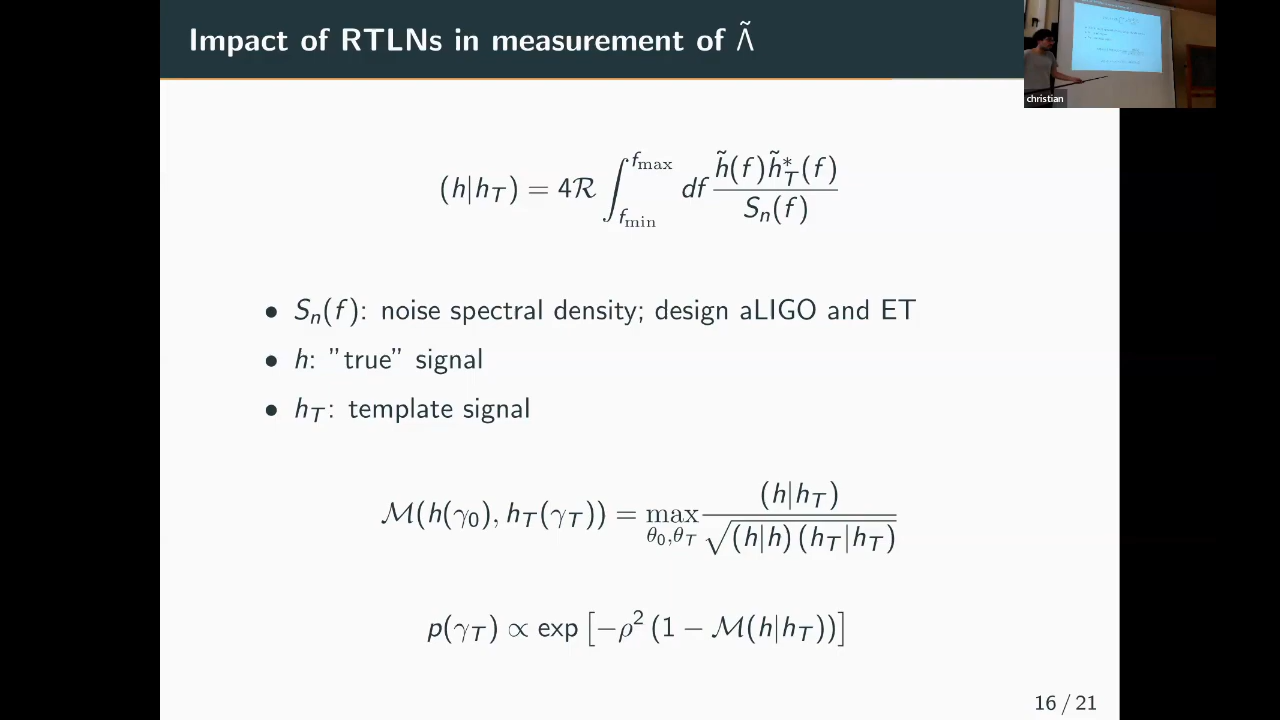 Impact of RTLNs in measurement of Λ̃
christian
(h|h_T) = 4ℛ ∫_{f_min}^{f_max} df h̃(f)h̃*_T(f) / S_n(f)
• S_n(f): noise spectral density; design aLIGO and ET
• h: ”true” signal
• h_T: template signal
ℳ(h(γ_0), h_T(γ_T)) = max_{θ_0,θ_T} (h|h_T) / √((h|h) (h_T|h_T))
p(γ_T) ∝ exp [−ρ² (1 − ℳ(h|h_T))]
16 / 21